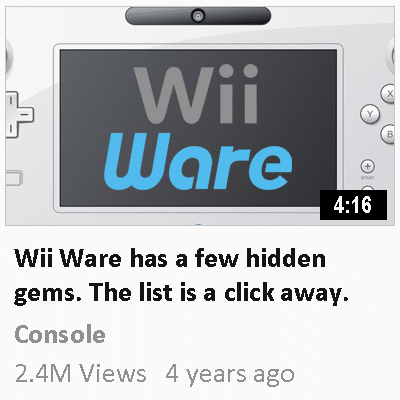 Wii
Ware
X
Y
B
START
4:16
Wii Ware has a few hidden
gems. The list is a click away.
Console
2.4M Views 4 years ago